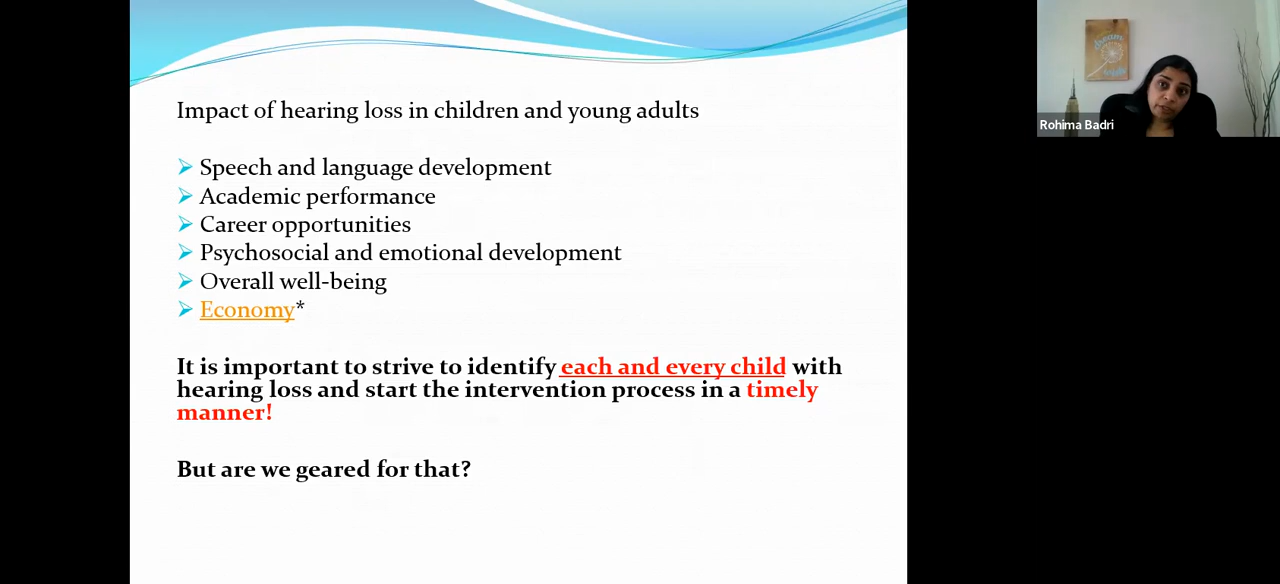 Impact of hearing loss in children and young adults
Speech and language development
Academic performance
Career opportunities
Psychosocial and emotional development
Overall well-being
Economy*
It is important to strive to identify each and every child with
hearing loss and start the intervention process in a timely
manner!
But are we geared for that?
dream
Rohima Badri